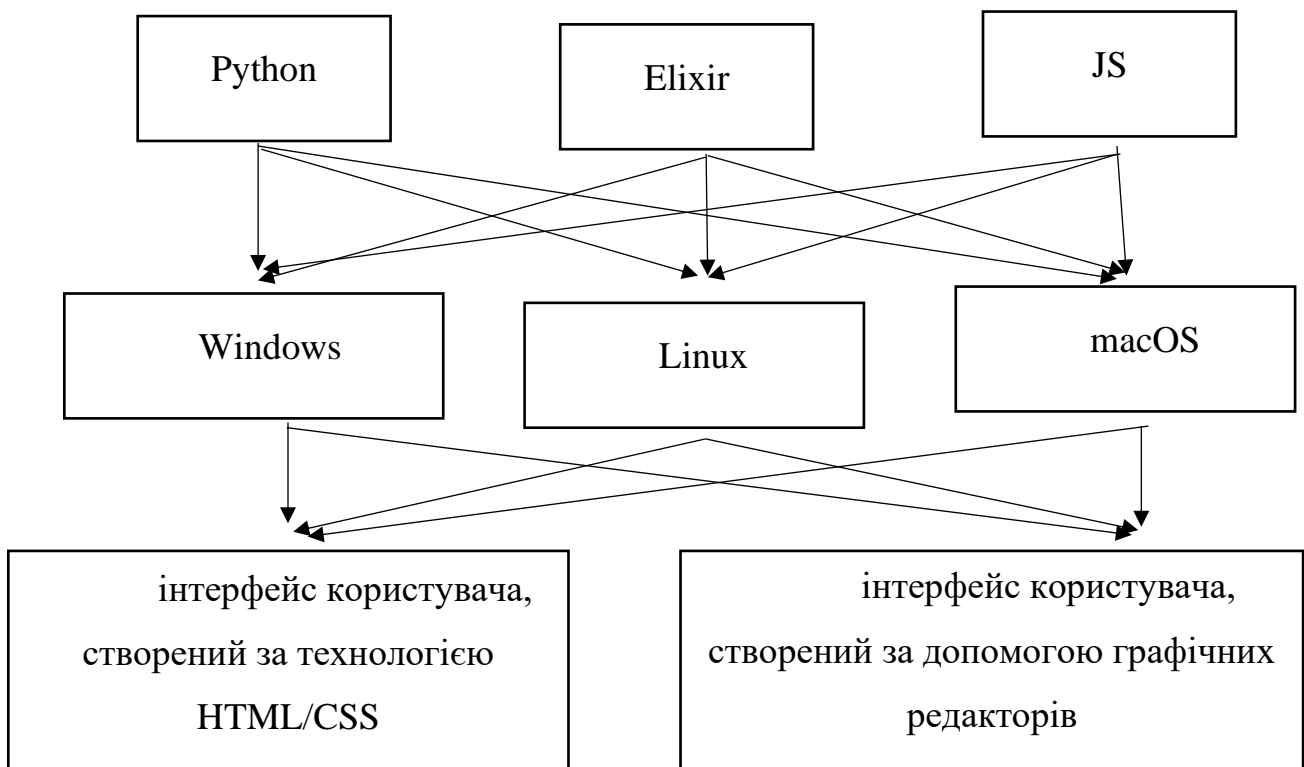 Python
Elixir
JS
Windows
Linux
macOS
інтерфейс користувача,
створений за технологією
HTML/CSS
інтерфейс користувача,
створений за допомогою графічних
редакторів